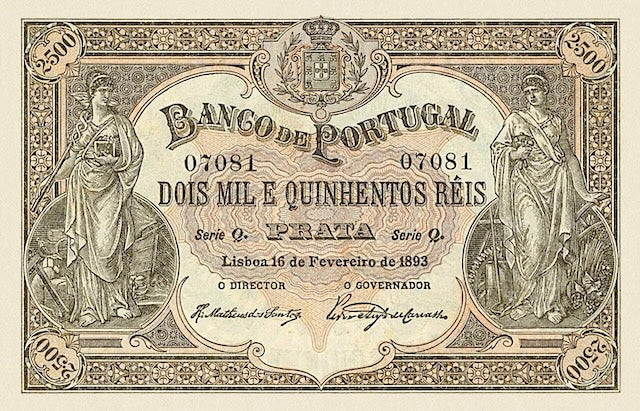 2500 2500
BANCO DE PORTUGAL
07081 07081
DOIS MIL E QUINHENTOS RÉIS
Serie Q. PRATA Serie Q.
Lisboa 16 de Fevereiro de 1893
O DIRECTOR O GOVERNADOR
2500 2500